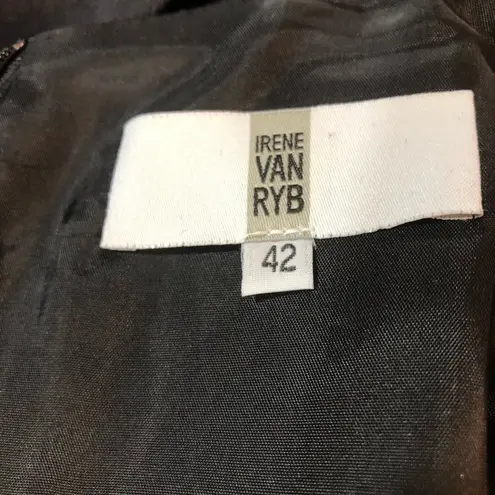 IRENE
VAN
RYB
42